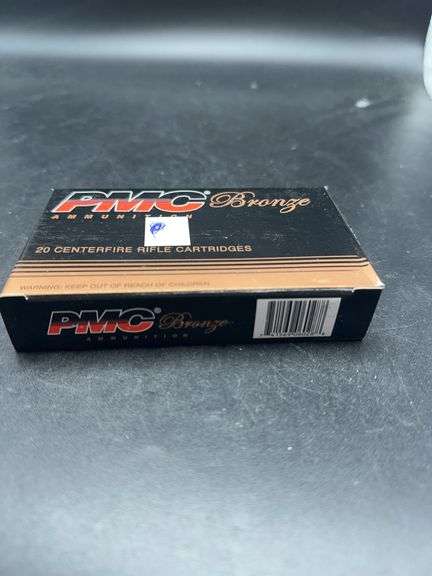 PMC® Bronze
AMMUNITION
P
20 CENTERFIRE RIFLE CARTRIDGES
WARNING: KEEP OUT OF REACH OF CHILDREN
PMC Bronze
AMMUNITION